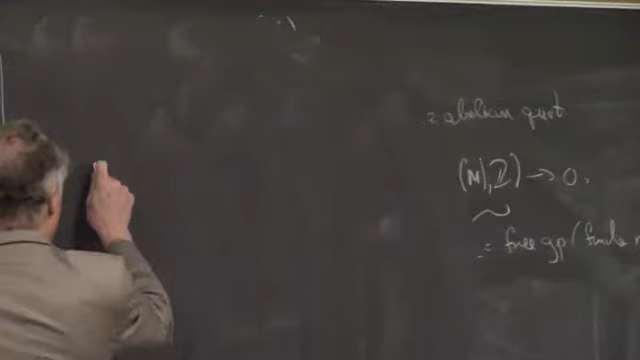 = abelian quot.
(M), Z) → 0.
= free gp (finite